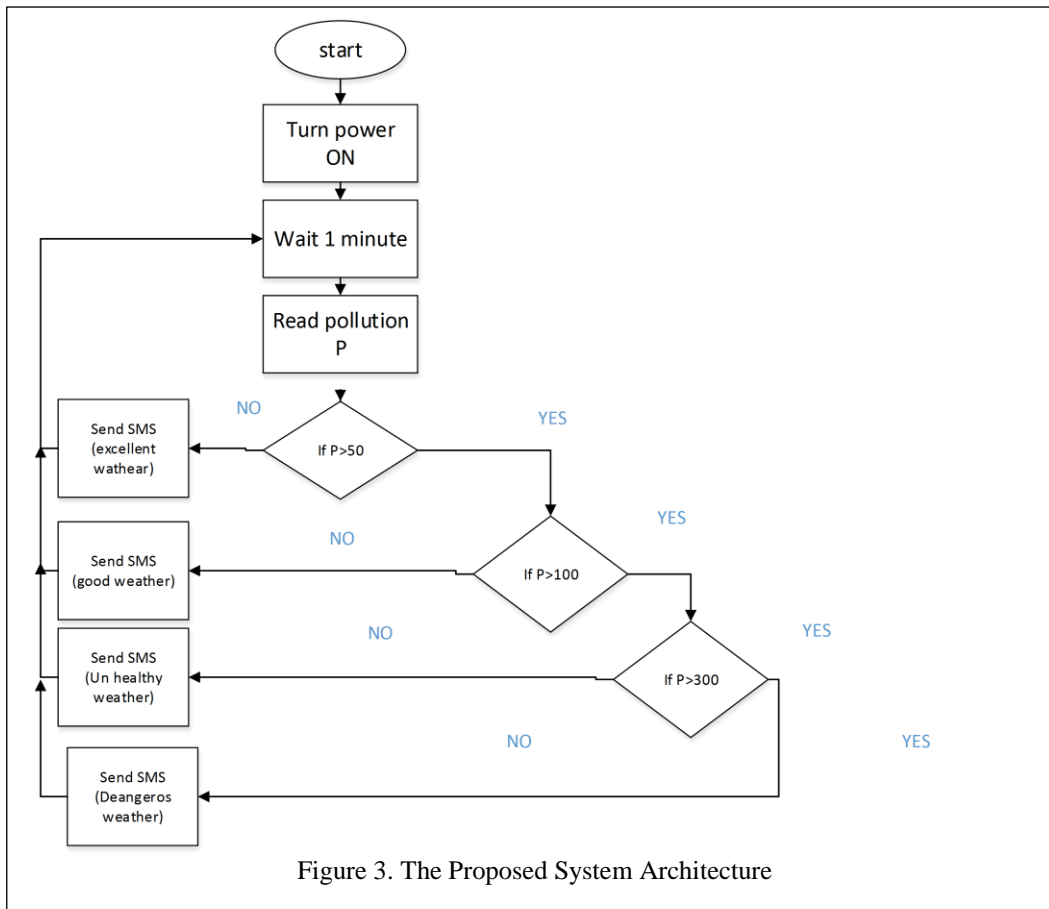 start
Turn power
ON
Wait 1 minute
Read pollution
P
NO
YES
Send SMS
(excellent
wathear)
If P>50
YES
NO
Send SMS
(good weather)
If P>100
NO
YES
Send SMS
(Un healthy
weather)
If P>300
NO
YES
Send SMS
(Deangeros
weather)
Figure 3. The Proposed System Architecture